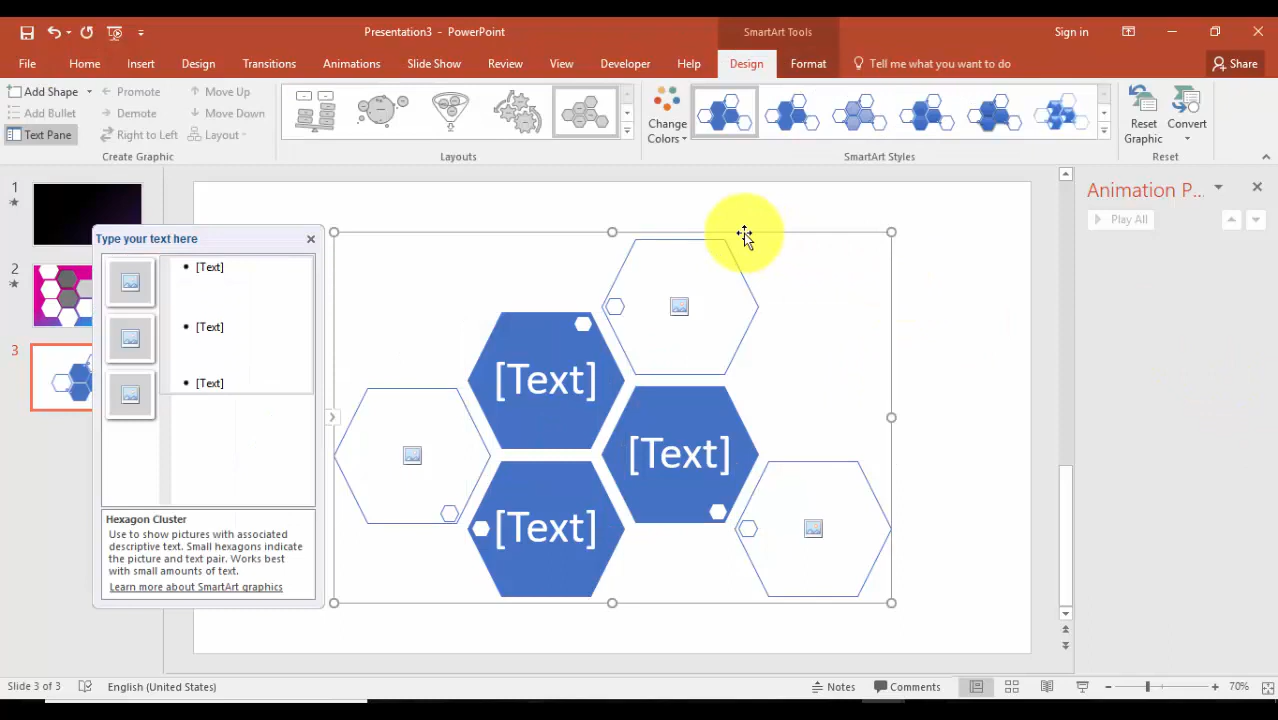 Presentation3 - PowerPoint
SmartArt Tools
Sign in
File Home Insert Design Transitions Animations Slide Show Review View Developer Help Design Format Tell me what you want to do Share
Add Shape Promote Move Up
Add Bullet Demote Move Down
Text Pane Right to Left Layout
Change Colors
Reset Graphic
Convert
Create Graphic Layouts SmartArt Styles Reset
1
2
3
Type your text here
[Text]
[Text]
[Text]
Hexagon Cluster
Use to show pictures with associated
descriptive text. Small hexagons indicate
the picture and text pair. Works best
with small amounts of text.
Learn more about SmartArt graphics
[Text]
[Text]
[Text]
Animation P...
Play All
Slide 3 of 3 English (United States) Notes Comments 70%